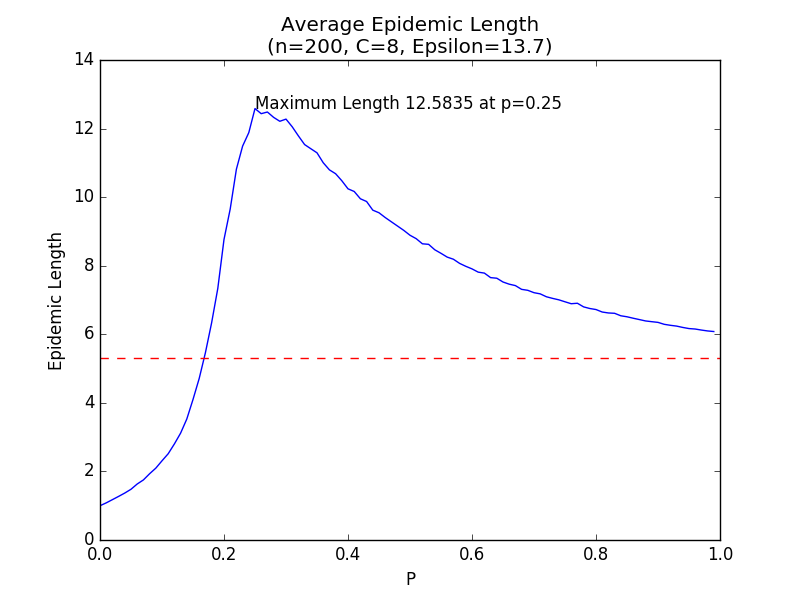 Average Epidemic Length
(n=200, C=8, Epsilon=13.7)
14
Maximum Length 12.5835 at p=0.25
12
10
8
6
4
2
0
Epidemic Length
0.0 0.2 0.4 0.6 0.8 1.0
P